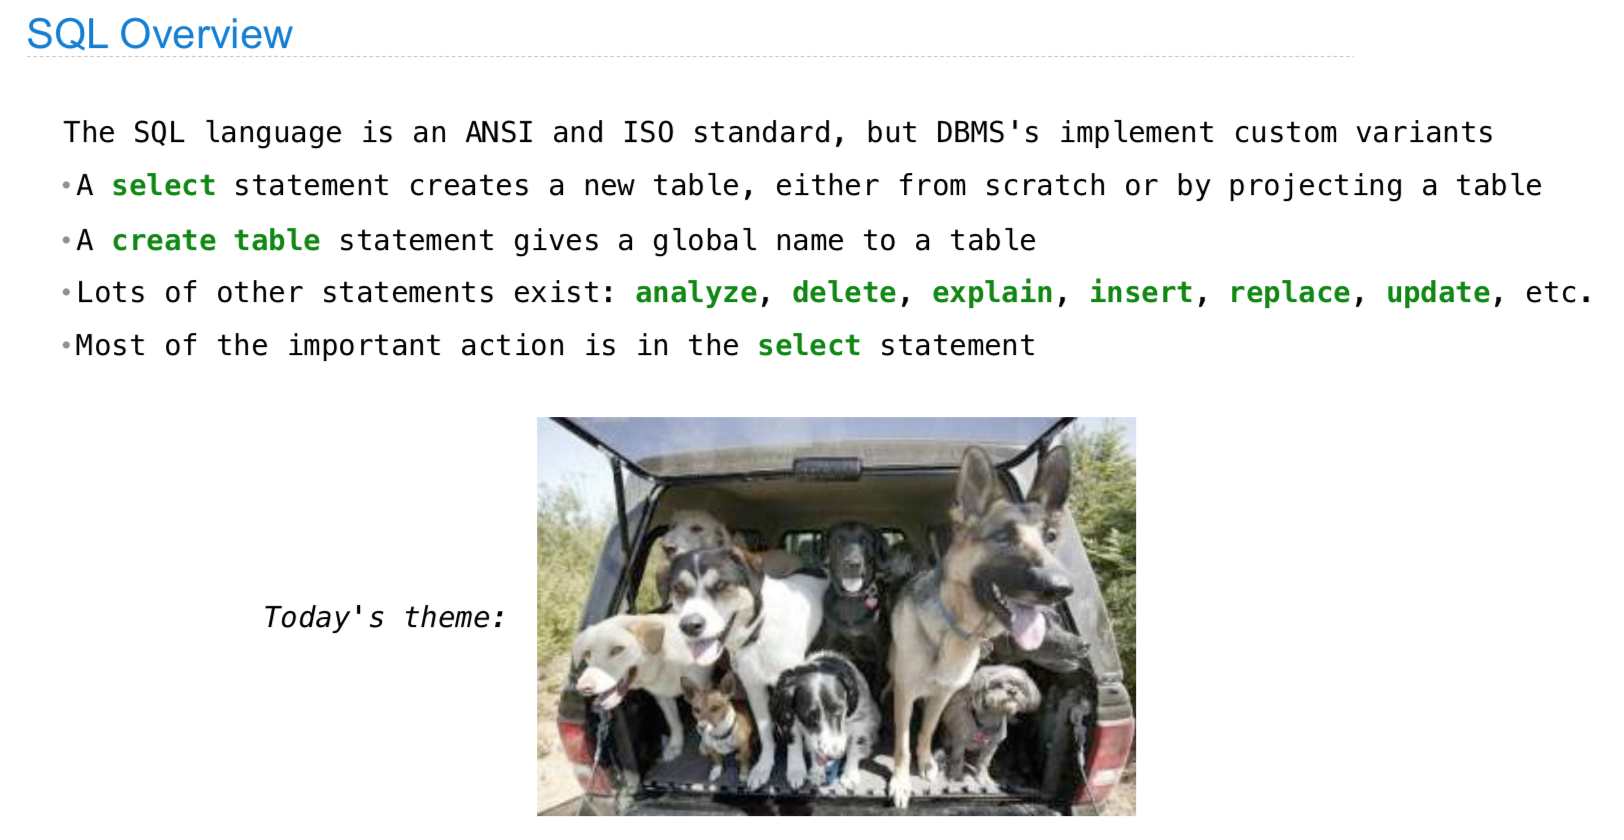 SQL Overview
The SQL language is an ANSI and ISO standard, but DBMS's implement custom variants
•A select statement creates a new table, either from scratch or by projecting a table
•A create table statement gives a global name to a table
•Lots of other statements exist: analyze, delete, explain, insert, replace, update, etc.
•Most of the important action is in the select statement
Today's theme: